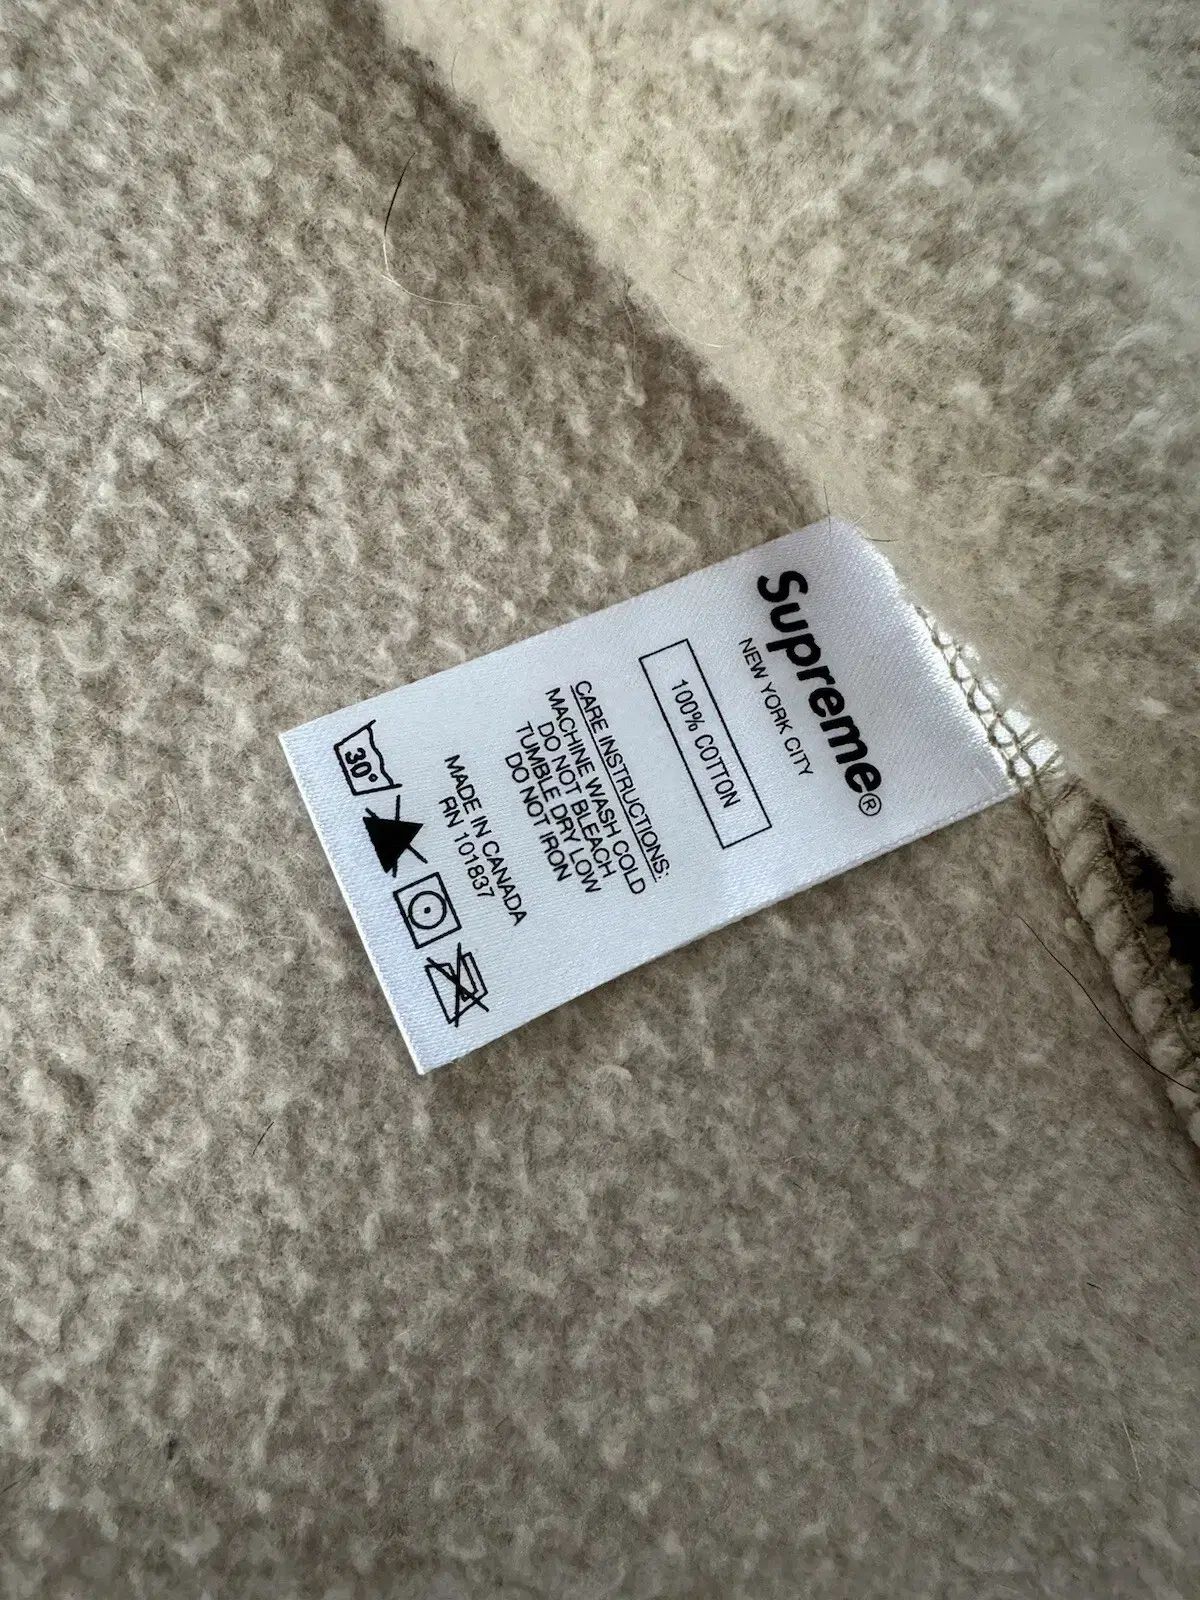 Supreme®
NEW YORK CITY
100% COTTON
CARE INSTRUCTIONS:
MACHINE WASH COLD
DO NOT BLEACH
TUMBLE DRY LOW
DO NOT IRON
MADE IN CANADA
RN 101837
30°